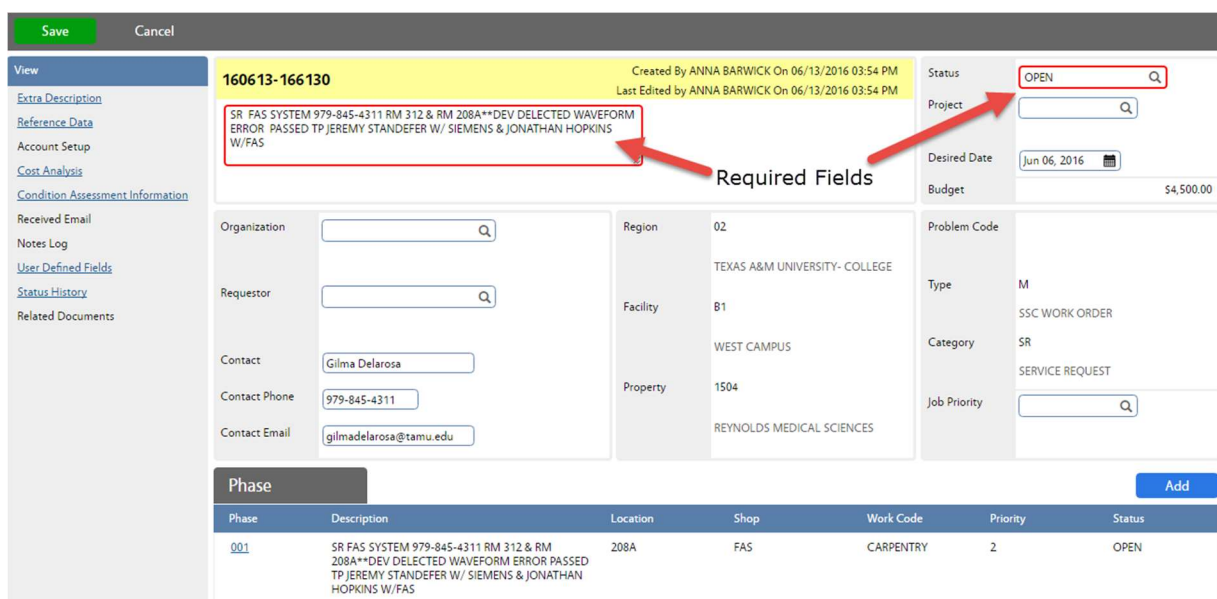 Save Cancel
View
Extra Description
Reference Data
Account Setup
Cost Analysis
Condition Assessment Information
Received Email
Notes Log
User Defined Fields
Status History
Related Documents
160613-166130
Created By ANNA BARWICK On 06/13/2016 03:54 PM
Last Edited by ANNA BARWICK On 06/13/2016 03:54 PM
SR FAS SYSTEM 979-845-4311 RM 312 & RM 208A**DEV DELECTED WAVEFORM
ERROR PASSED TP JEREMY STANDEFER W/ SIEMENS & JONATHAN HOPKINS
W/FAS
Required Fields
Status OPEN
Project
Desired Date Jun 06, 2016
Budget $4,500.00
Organization
Requestor
Contact Gilma Delarosa
Contact Phone 979-845-4311
Contact Email gilmadelarosa@tamu.edu
Region 02
TEXAS A&M UNIVERSITY- COLLEGE
Facility B1
WEST CAMPUS
Property 1504
REYNOLDS MEDICAL SCIENCES
Problem Code
Type M
SSC WORK ORDER
Category SR
SERVICE REQUEST
Job Priority
Phase Add
Phase Description Location Shop Work Code Priority Status
001 SR FAS SYSTEM 979-845-4311 RM 312 & RM 208A FAS CARPENTRY 2 OPEN
208A**DEV DELECTED WAVEFORM ERROR PASSED
TP JEREMY STANDEFER W/ SIEMENS & JONATHAN
HOPKINS W/FAS